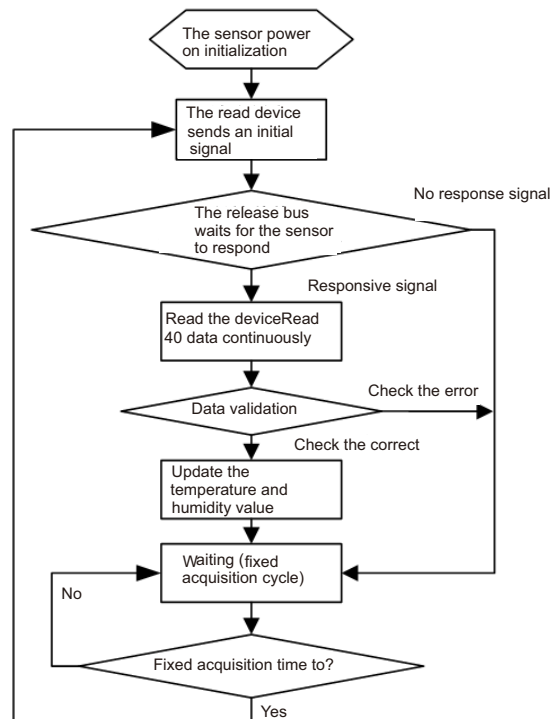 The sensor power
on initialization
The read device
sends an initial
signal
No response signal
The release bus
waits for the sensor
to respond
Responsive signal
Read the deviceRead
40 data continuously
Check the error
Data validation
Check the correct
Update the
temperature and
humidity value
Waiting (fixed
acquisition cycle)
No
Fixed acquisition time to?
Yes